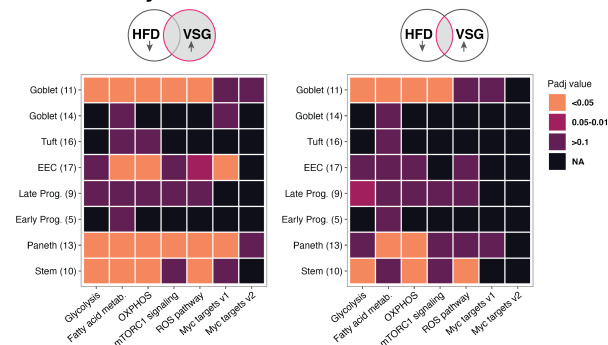 HFD VSG
HFD VSG
Goblet (11)
Goblet (14)
Tuft (16)
EEC (17)
Late Prog. (9)
Early Prog. (5)
Paneth (13)
Stem (10)
Glycolysis
Fatty acid metab.
OXPHOS
mTORC1 signaling
ROS pathway
Myc targets v1
Myc targets v2
Goblet (11)
Goblet (14)
Tuft (16)
EEC (17)
Late Prog. (9)
Early Prog. (5)
Paneth (13)
Stem (10)
Glycolysis
Fatty acid metab.
OXPHOS
mTORC1 signaling
ROS pathway
Myc targets v1
Myc targets v2
Padj value
<0.05
0.05-0.01
>0.1
NA